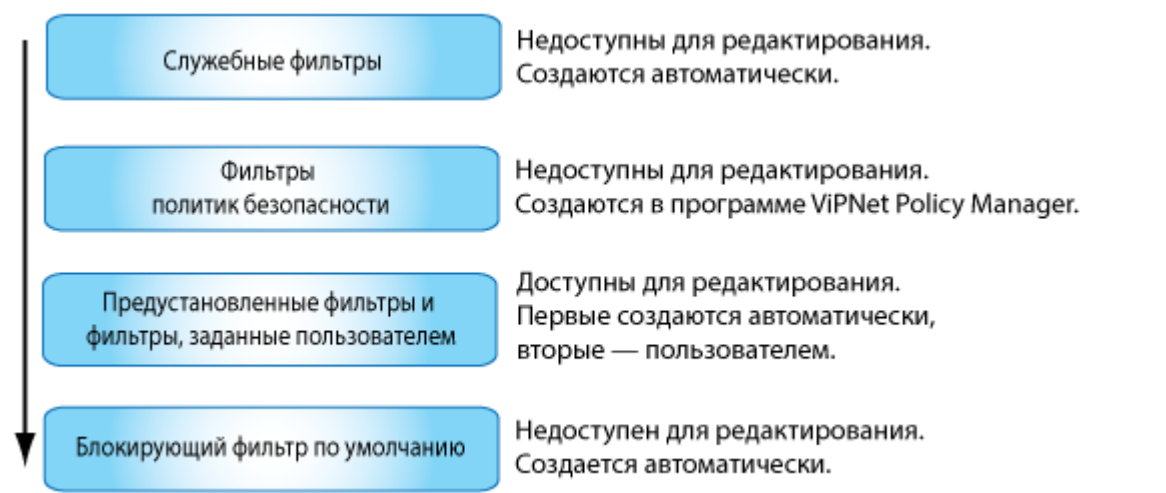 Служебные фильтры
Недоступны для редактирования.
Создаются автоматически.
Фильтры
политик безопасности
Недоступны для редактирования.
Создаются в программе ViPNet Policy Manager.
Предустановленные фильтры и
фильтры, заданные пользователем
Доступны для редактирования.
Первые создаются автоматически,
вторые — пользователем.
Блокирующий фильтр по умолчанию
Недоступен для редактирования.
Создается автоматически.